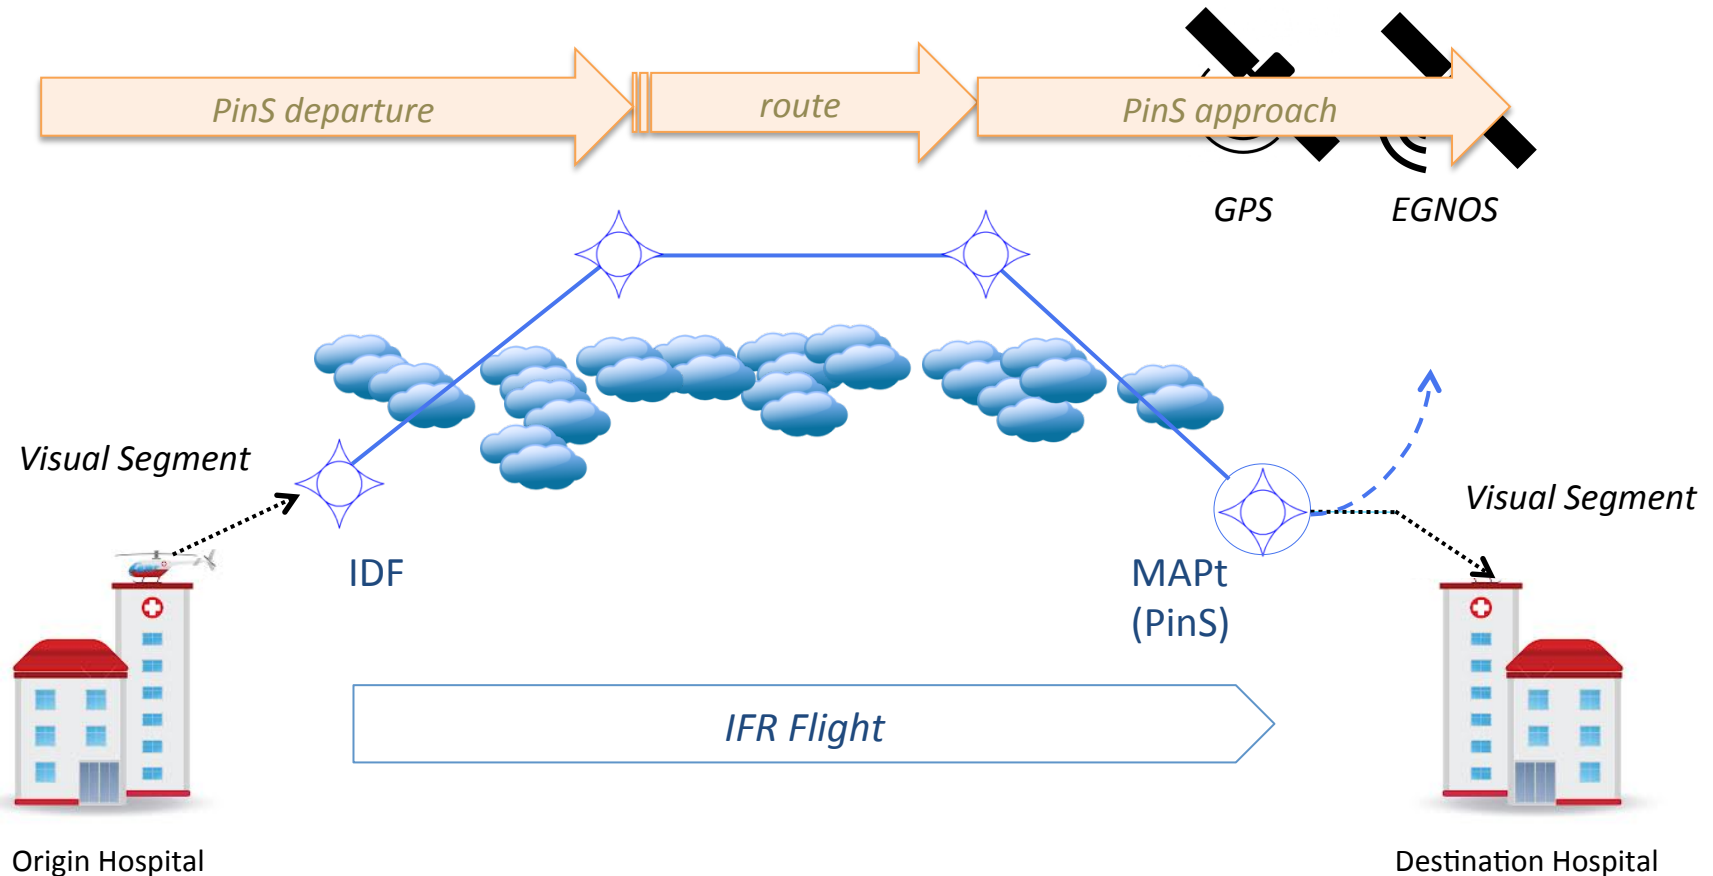 PinS departure
route
PinS approach
GPS
EGNOS
Visual Segment
Visual Segment
IDF
MAPt
(PinS)
IFR Flight
Origin Hospital
Destination Hospital